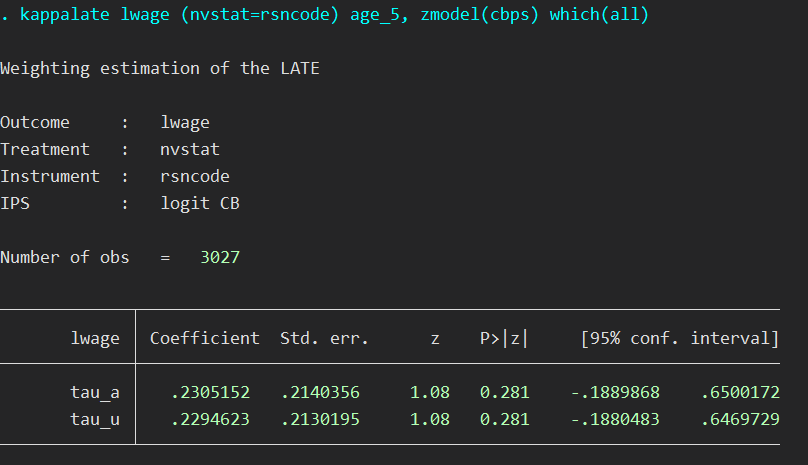 . kappalate lwage (nvstat=rsncode) age_5, zmodel(cbps) which(all)
Weighting estimation of the LATE
Outcome : lwage
Treatment : nvstat
Instrument : rsncode
IPS : logit CB
Number of obs = 3027
lwage Coefficient Std. err. z P>|z| [95% conf. interval]
tau_a .2305152 .2140356 1.08 0.281 -.1889868 .6500172
tau_u .2294623 .2130195 1.08 0.281 -.1880483 .6469729